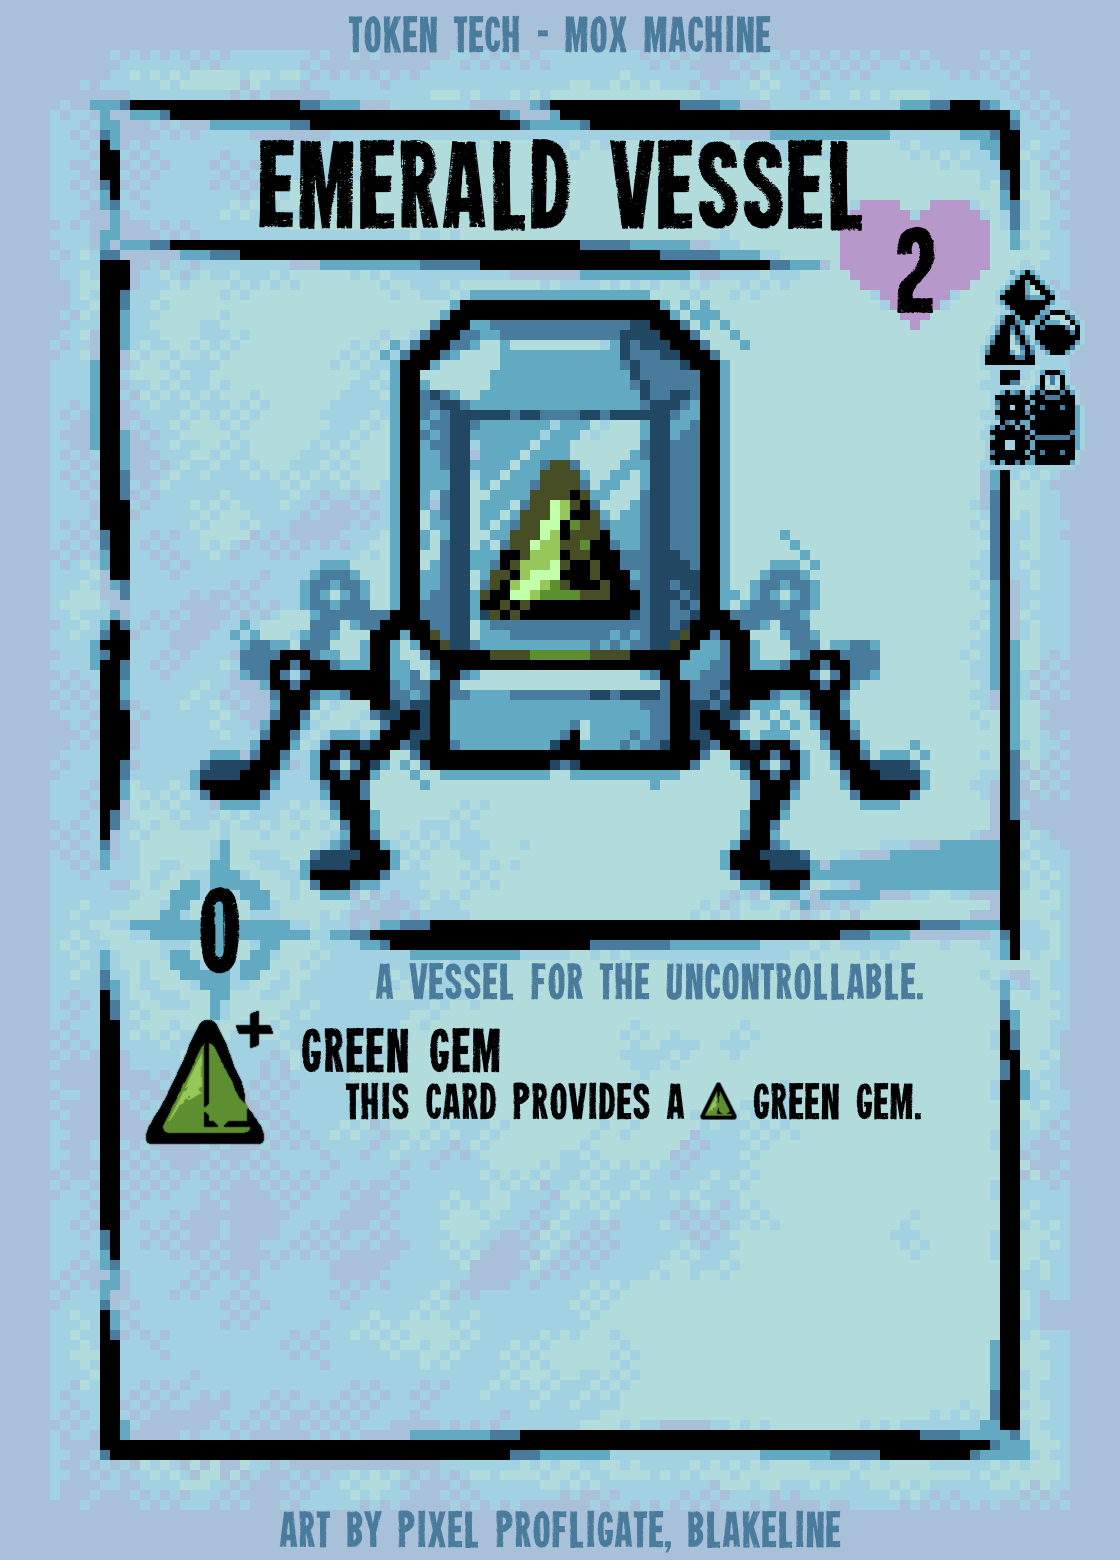 TOKEN TECH - MOX MACHINE
EMERALD VESSEL
2
0
A VESSEL FOR THE UNCONTROLLABLE.
GREEN GEM
THIS CARD PROVIDES A GREEN GEM.
ART BY PIXEL PROFLIGATE, BLAKELINE